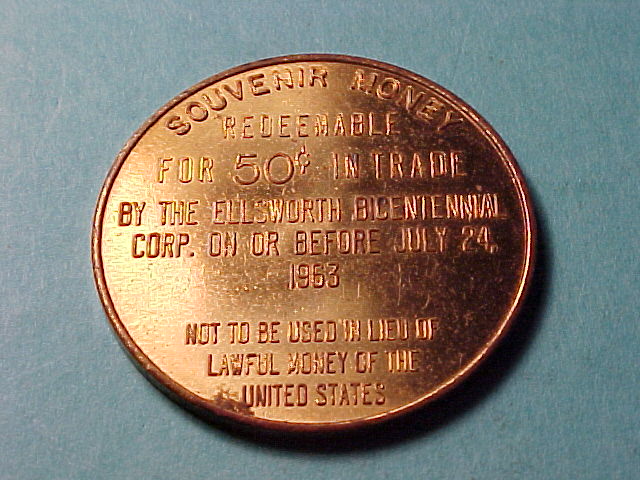 SOUVENIR MONEY
REDEEMABLE
FOR 50¢ IN TRADE
BY THE ELLSWORTH BICENTENNIAL
CORP. ON OR BEFORE JULY 24,
1963
NOT TO BE USED IN LIEU OF
LAWFUL MONEY OF THE
UNITED STATES